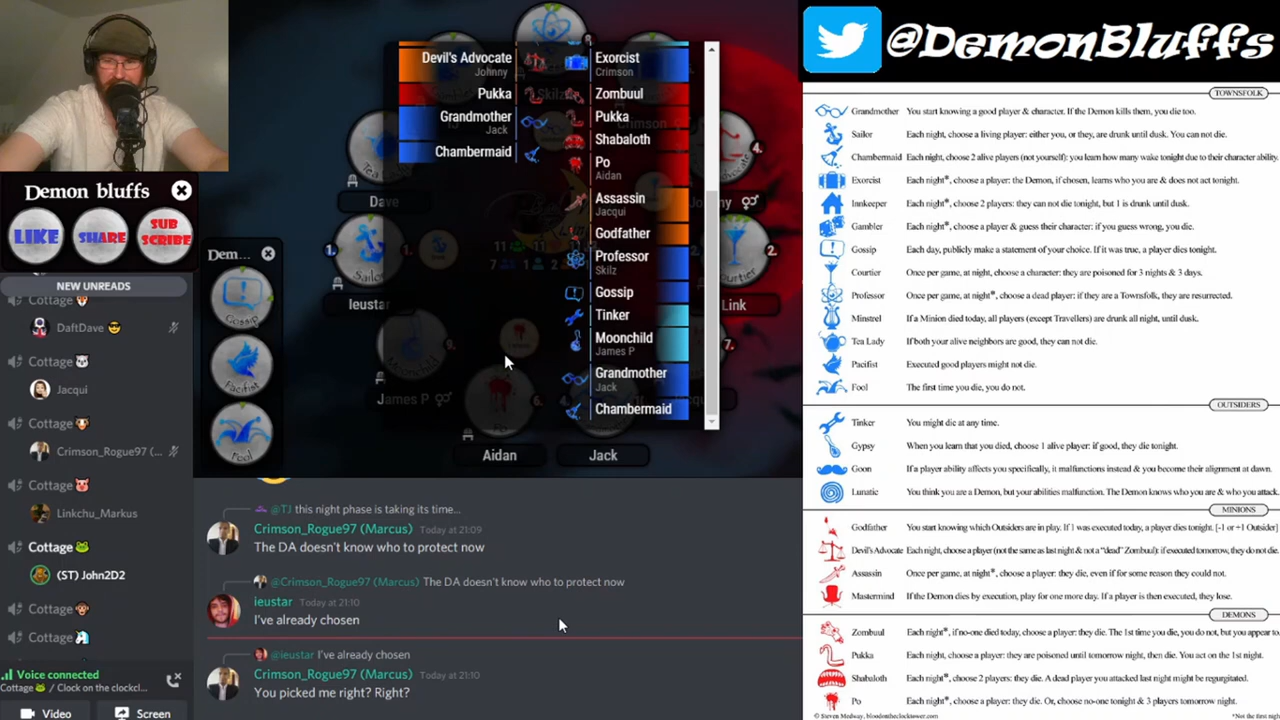 @DemonBluffs
Demon bluffs
LIKE
SHARE
SUB
SCRIBE
NEW UNREADS
Cottage
DaftDave
Cottage
Jacqui
Cottage
Crimson_Rogue97 (...
Cottage
Linkchu_Markus
Cottage
(ST) John2D2
Cottage
Cottage
Voice connected
Cottage / Clock on the clockci...
Video
Screen
Dem...
Gossip
Pacifist
Fool
Devil's Advocate
Johnny
Pukka
Grandmother
Jack
Chambermaid
Exorcist
Crimson
Zombuul
Pukka
Shabaloth
Po
Aidan
Assassin
Jacqui
Godfather
Professor
Skilz
Gossip
Tinker
Moonchild
James P
Grandmother
Jack
Chambermaid
Dave
Sailor
ieustar
James P
Aidan
Jack
Link
1.
9.
6.
7.
2.
4.
@TJ this night phase is taking its time...
Crimson_Rogue97 (Marcus) Today at 21:09
The DA doesn't know who to protect now
@Crimson_Rogue97 (Marcus) The DA doesn't know who to protect now
ieustar Today at 21:10
I've already chosen
@ieustar I've already chosen
Crimson_Rogue97 (Marcus) Today at 21:10
You picked me right? Right?
TOWNSFOLK
Grandmother You start knowing a good player & character. If the Demon kills them, you die too.
Sailor Each night, choose a living player: either you, or they, are drunk until dusk. You can not die.
Chambermaid Each night, choose 2 alive players (not yourself): you learn how many wake tonight due to their character ability.
Exorcist Each night*, choose a player: the Demon, if chosen, learns who you are & does not act tonight.
Innkeeper Each night*, choose 2 players: they can not die tonight, but 1 is drunk until dusk.
Gambler Each night*, choose a player & guess their character: if you guess wrong, you die.
Gossip Each day, publicly make a statement of your choice. If it was true, a player dies tonight.
Courtier Once per game, at night, choose a character: they are poisoned for 3 nights & 3 days.
Professor Once per game, at night*, choose a dead player: if they are a Townsfolk, they are resurrected.
Minstrel If a Minion died today, all players (except Travellers) are drunk all night, until dusk.
Tea Lady If both your alive neighbors are good, they can not die.
Pacifist Executed good players might not die.
Fool The first time you die, you do not.
OUTSIDERS
Tinker You might die at any time.
Gypsy When you learn that you died, choose 1 alive player: if good, they die tonight.
Goon If a player ability affects you specifically, it malfunctions instead & you become their alignment at dawn.
Lunatic You think you are a Demon, but your abilities malfunction. The Demon knows who you are & who you attack.
MINIONS
Godfather You start knowing which Outsiders are in play. If 1 was executed today, a player dies tonight. [-1 or +1 Outsider]
Devil's Advocate Each night, choose a player (not the same as last night & not a "dead" Zombuul): if executed tomorrow, they do not die.
Assassin Once per game, at night*, choose a player: they die, even if for some reason they could not.
Mastermind If the Demon dies by execution, play for one more day. If a player is then executed, they lose.
DEMONS
Zombuul Each night*, if no-one died today, choose a player: they die. The 1st time you die, you do not, but you appear to.
Pukka Each night, choose a player: they are poisoned until tomorrow night, then die. You act on the 1st night.
Shabaloth Each night*, choose 2 players: they die. A dead player you attacked last night might be regurgitated.
Po Each night*, choose a player: they die. Or, choose no-one tonight & 3 players tomorrow night.
© Steven Medway, bloodontheclocktower.com
*Not the first nig